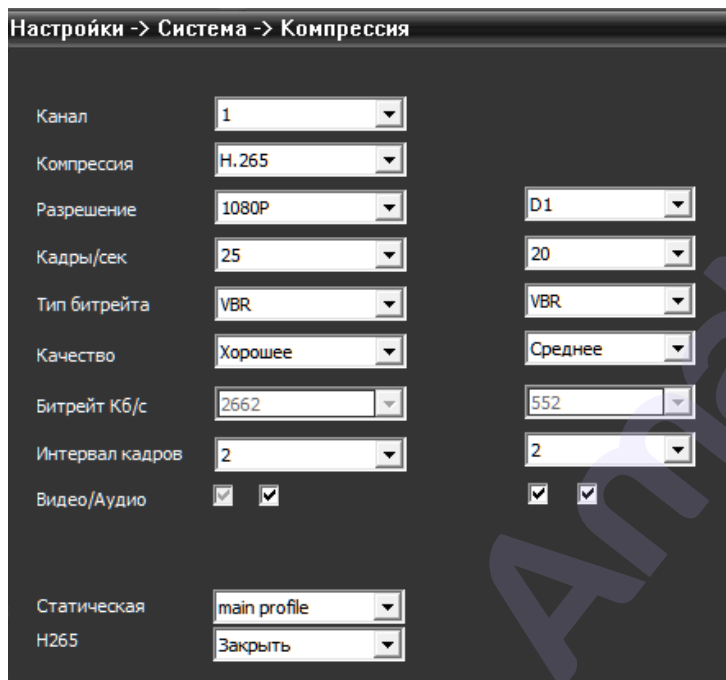 Настройки -> Система -> Компрессия
Канал 1
Компрессия H.265
Разрешение 1080P D1
Кадры/сек 25 20
Тип битрейта VBR VBR
Качество Хорошее Среднее
Битрейт Кб/с 2662 552
Интервал кадров 2 2
Видео/Аудио
Статическая main profile
H265 Закрыть